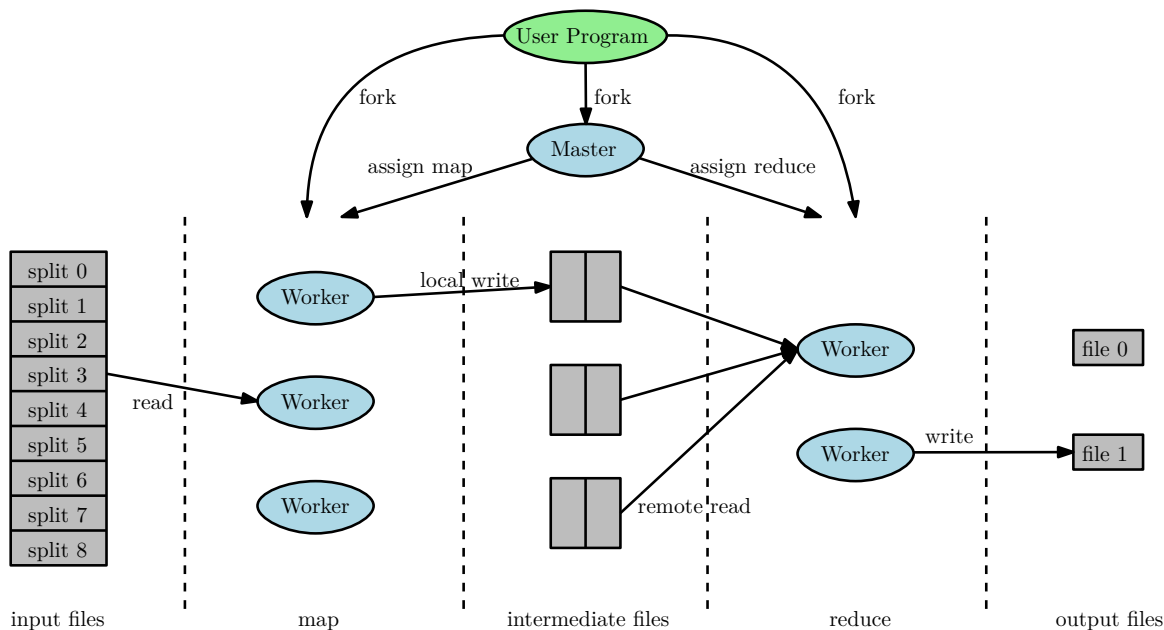 User Program
fork
fork
fork
Master
assign map
assign reduce
split 0
split 1
split 2
split 3
split 4
split 5
split 6
split 7
split 8
read
Worker
Worker
Worker
local write
remote read
Worker
Worker
write
file 0
file 1
input files
map
intermediate files
reduce
output files